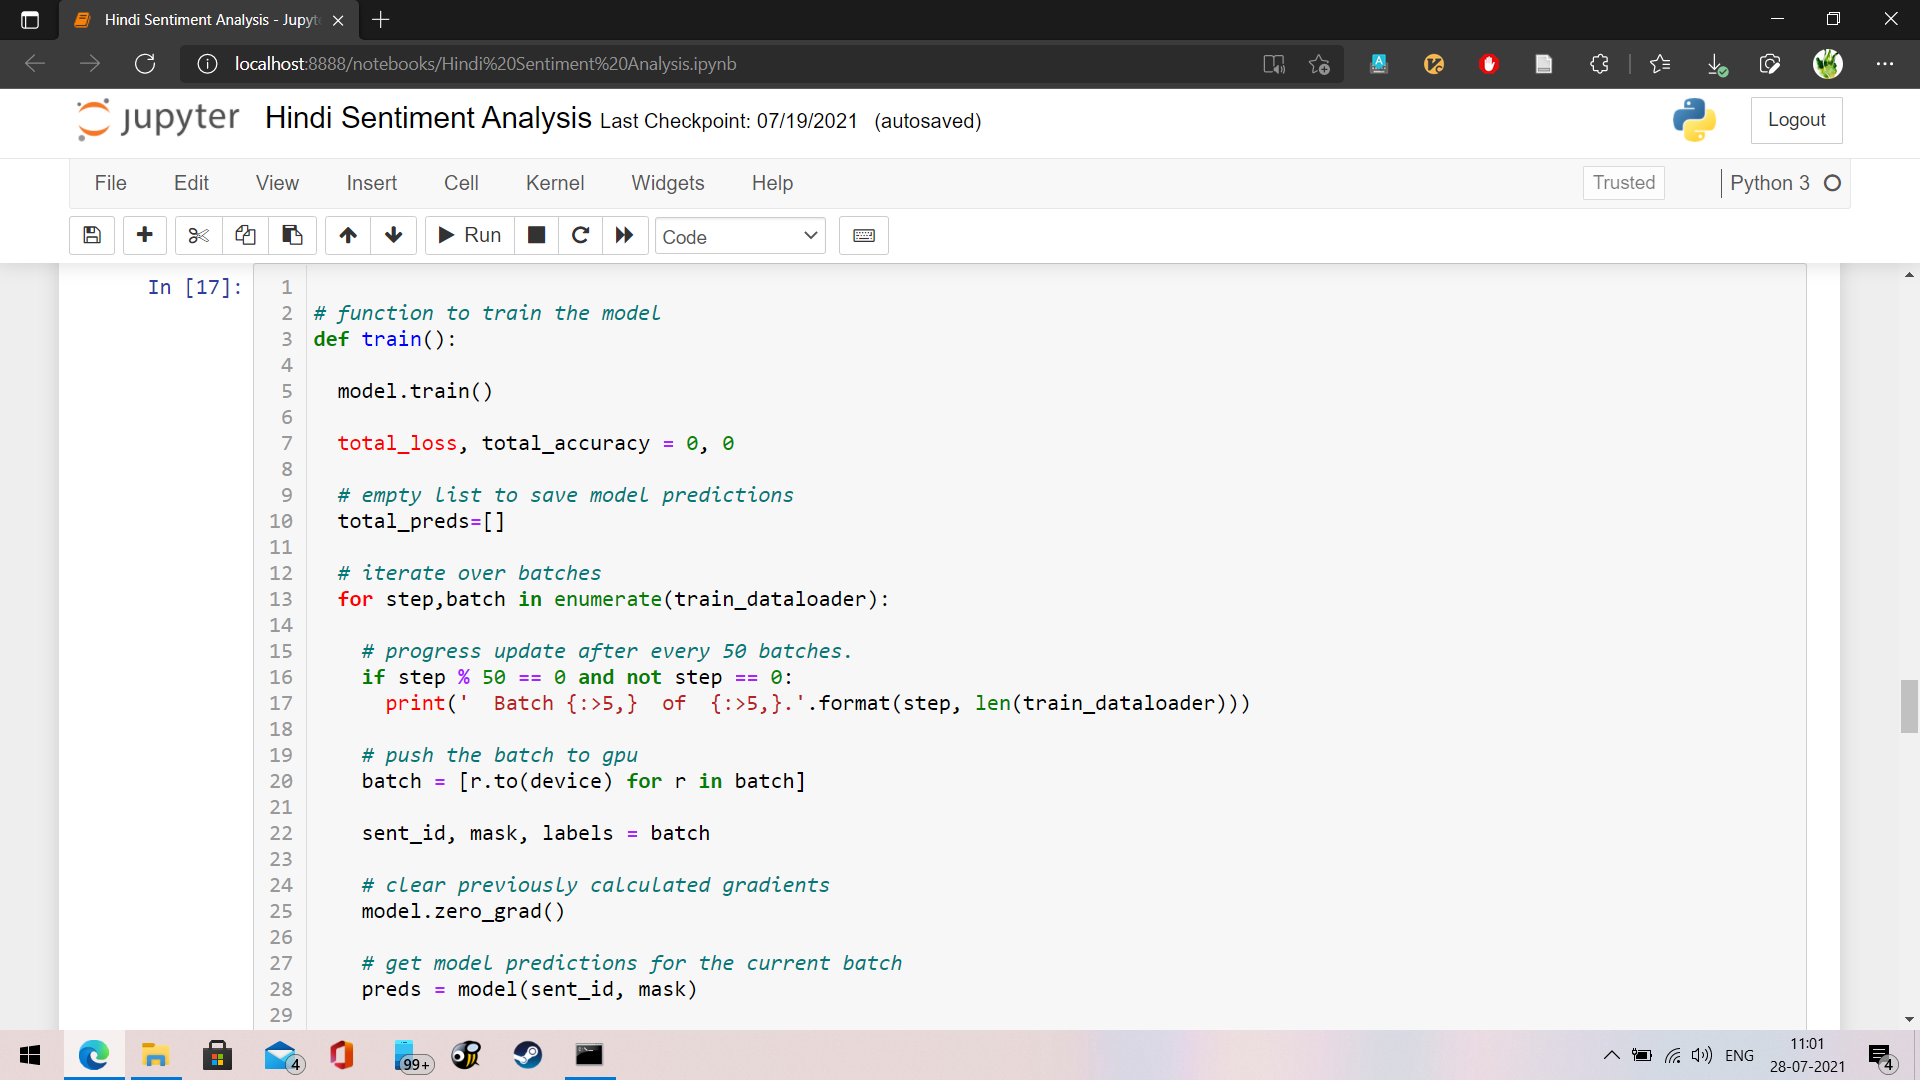 Hindi Sentiment Analysis - Jupyt
localhost:8888/notebooks/Hindi%20Sentiment%20Analysis.ipynb
jupyter Hindi Sentiment Analysis Last Checkpoint: 07/19/2021 (autosaved)
Logout
File Edit View Insert Cell Kernel Widgets Help
Trusted
Python 3
Run
Code
In [17]:
1
2 # function to train the model
3 def train():
4
5   model.train()
6
7   total_loss, total_accuracy = 0, 0
8
9   # empty list to save model predictions
10   total_preds=[]
11
12   # iterate over batches
13   for step,batch in enumerate(train_dataloader):
14
15     # progress update after every 50 batches.
16     if step % 50 == 0 and not step == 0:
17       print('  Batch {:>5,}  of  {:>5,}.'.format(step, len(train_dataloader)))
18
19     # push the batch to gpu
20     batch = [r.to(device) for r in batch]
21
22     sent_id, mask, labels = batch
23
24     # clear previously calculated gradients
25     model.zero_grad()
26
27     # get model predictions for the current batch
28     preds = model(sent_id, mask)
29
4
99+
ENG
11:01
28-07-2021
4